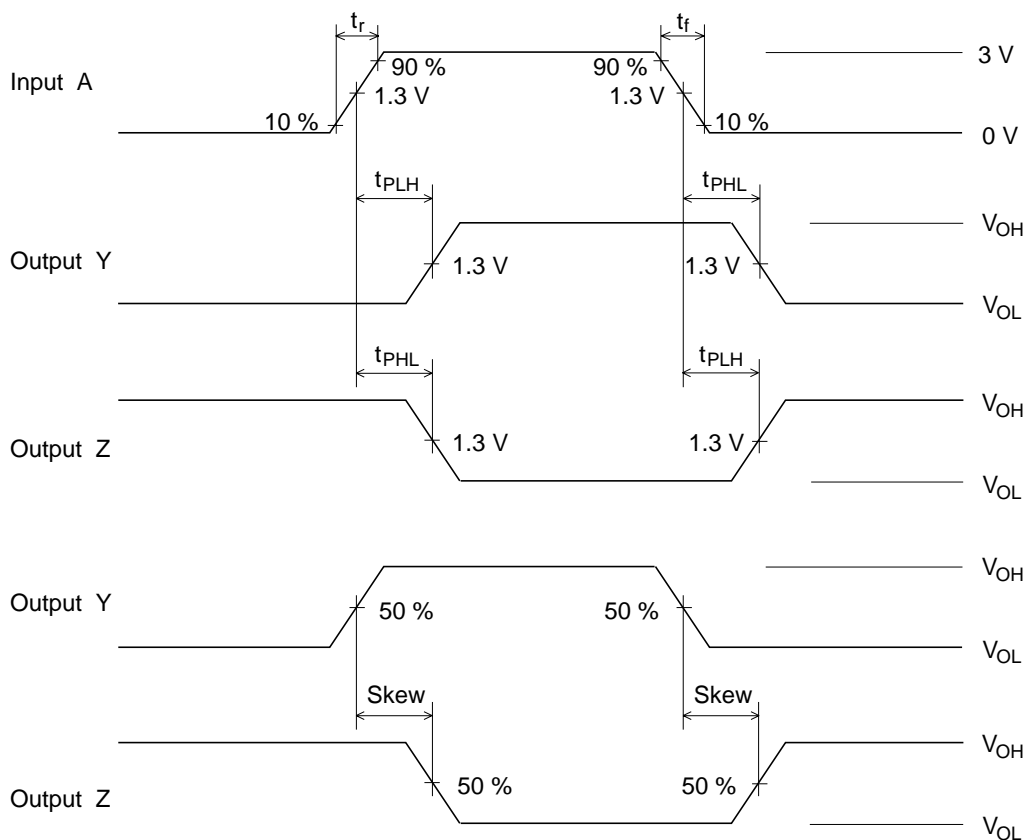 tr tf
3 V
90 % 90 %
Input A
1.3 V 1.3 V
10 % 10 %
0 V
tPLH tPHL
VOH
Output Y
1.3 V 1.3 V
VOL
tPHL tPLH
VOH
Output Z
1.3 V 1.3 V
VOL
VOH
Output Y
50 % 50 %
VOL
Skew Skew
VOH
Output Z
50 % 50 %
VOL